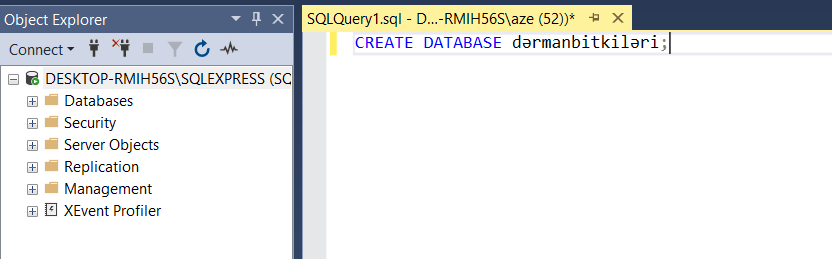 Object Explorer
Connect
DESKTOP-RMIH56S\SQLEXPRESS (SQ
Databases
Security
Server Objects
Replication
Management
XEvent Profiler
SQLQuery1.sql - D...-RMIH56S\aze (52))*
CREATE DATABASE dərmanbitkiləri;